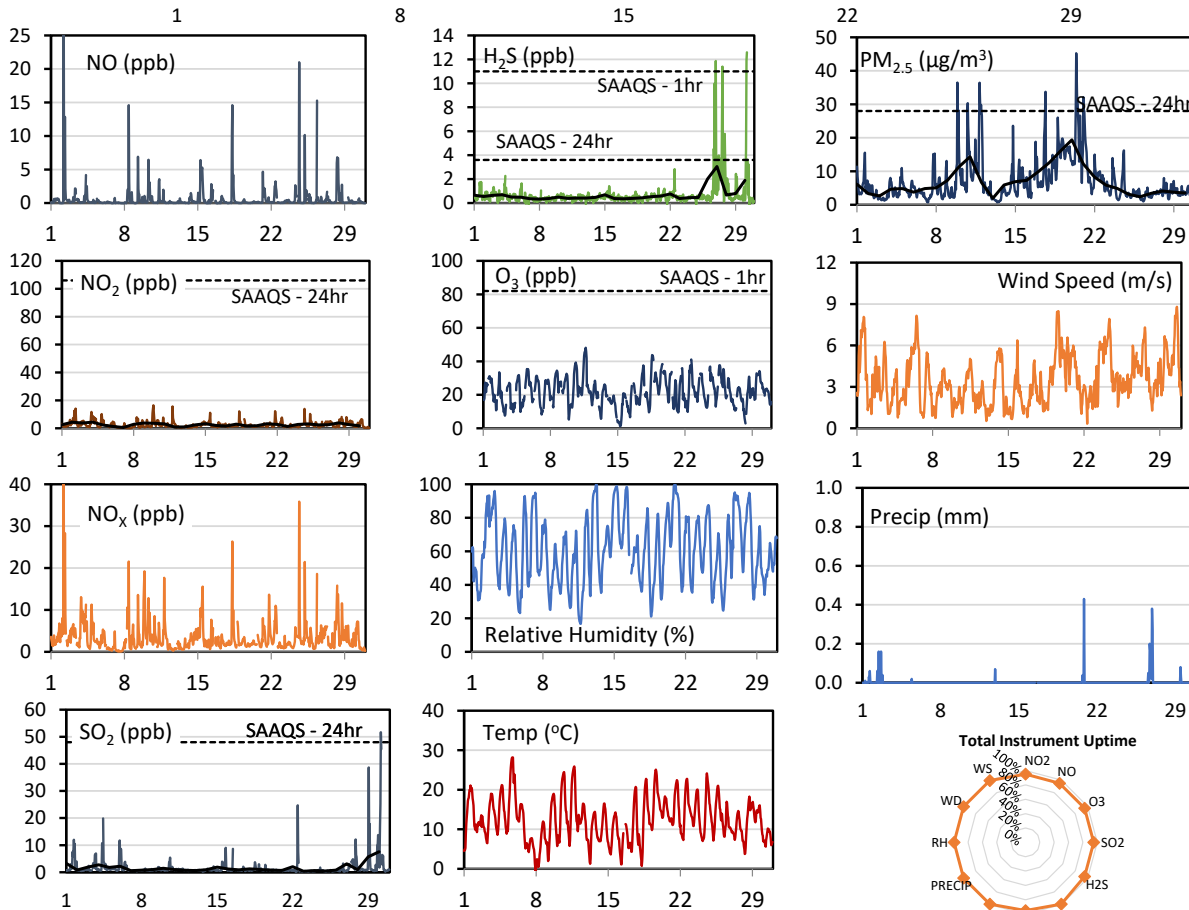 1 8 15 22 29
NO (ppb)
25
20
15
10
5
0
1 8 15 22 29
H₂S (ppb)
SAAQS - 1hr
SAAQS - 24hr
14
12
10
8
6
4
2
0
1 8 15 22 29
PM₂.₅ (µg/m³)
SAAQS - 24hr
50
40
30
20
10
0
1 8 15 22 29
NO₂ (ppb)
SAAQS - 24hr
120
100
80
60
40
20
0
1 8 15 22 29
O₃ (ppb)
SAAQS - 1hr
100
80
60
40
20
0
1 8 15 22 29
Wind Speed (m/s)
12
9
6
3
0
1 8 15 22 29
NOX (ppb)
40
30
20
10
0
1 8 15 22 29
100
80
60
40
20
0
Relative Humidity (%)
1 8 15 22 29
Precip (mm)
1.0
0.8
0.6
0.4
0.2
0.0
1 8 15 22 29
SO₂ (ppb)
SAAQS - 24hr
60
50
40
30
20
10
0
1 8 15 22 29
Temp (oC)
40
30
20
10
0
1 8 15 22 29
Total Instrument Uptime
NO2
NO
O3
SO2
H2S
PRECIP
RH
WD
WS
100%
80%
60%
40%
20%
0%